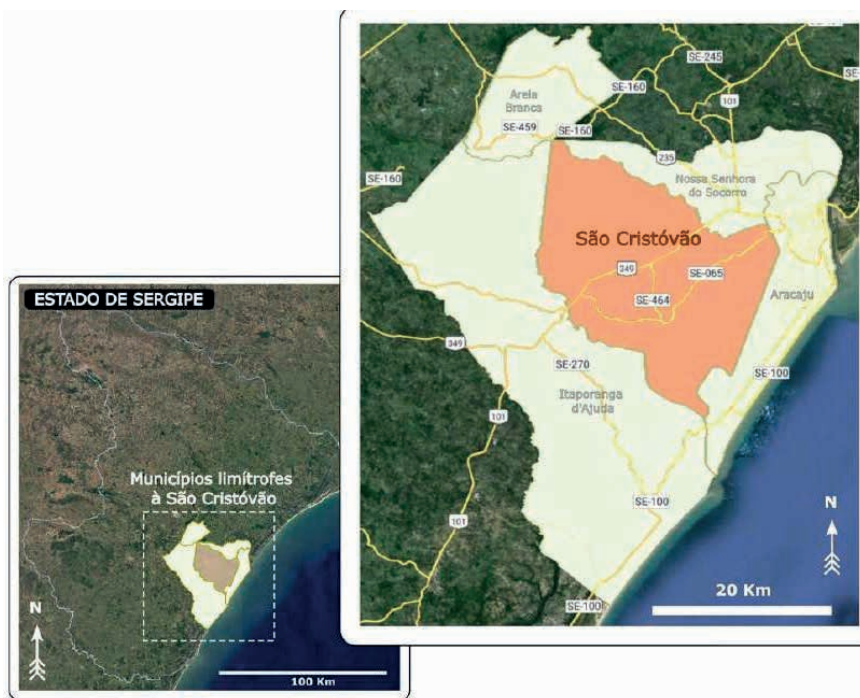 ESTADO DE SERGIPE
Municípios limítrofes
à São Cristóvão
N
100 Km
SE-245
SE-160
101
Areia
Branca
SE-459
SE-160
235
SE-160
Nossa Senhora
do Socorro
São Cristóvão
349
SE-065
SE-464
Aracaju
349
SE-270
SE-100
Itaporanga
d'Ajuda
101
SE-100
101
N
20 Km
SE-100